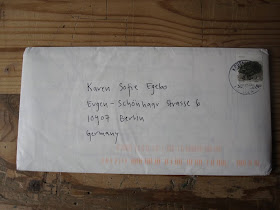 Karen Sofie Egebo
Eugen-Schönhaar Strasse 6
10407 Berlin
Germany